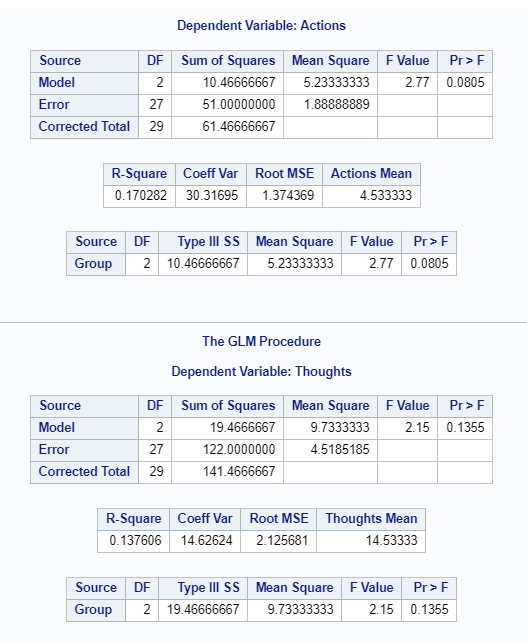 Dependent Variable: Actions
Source DF Sum of Squares Mean Square F Value Pr > F
Model 2 10.46666667 5.23333333 2.77 0.0805
Error 27 51.00000000 1.88888889
Corrected Total 29 61.46666667
R-Square Coeff Var Root MSE Actions Mean
0.170282 30.31695 1.374369 4.533333
Source DF Type III SS Mean Square F Value Pr > F
Group 2 10.46666667 5.23333333 2.77 0.0805
The GLM Procedure
Dependent Variable: Thoughts
Source DF Sum of Squares Mean Square F Value Pr > F
Model 2 19.4666667 9.7333333 2.15 0.1355
Error 27 122.0000000 4.5185185
Corrected Total 29 141.4666667
R-Square Coeff Var Root MSE Thoughts Mean
0.137606 14.62624 2.125681 14.53333
Source DF Type III SS Mean Square F Value Pr > F
Group 2 19.46666667 9.73333333 2.15 0.1355